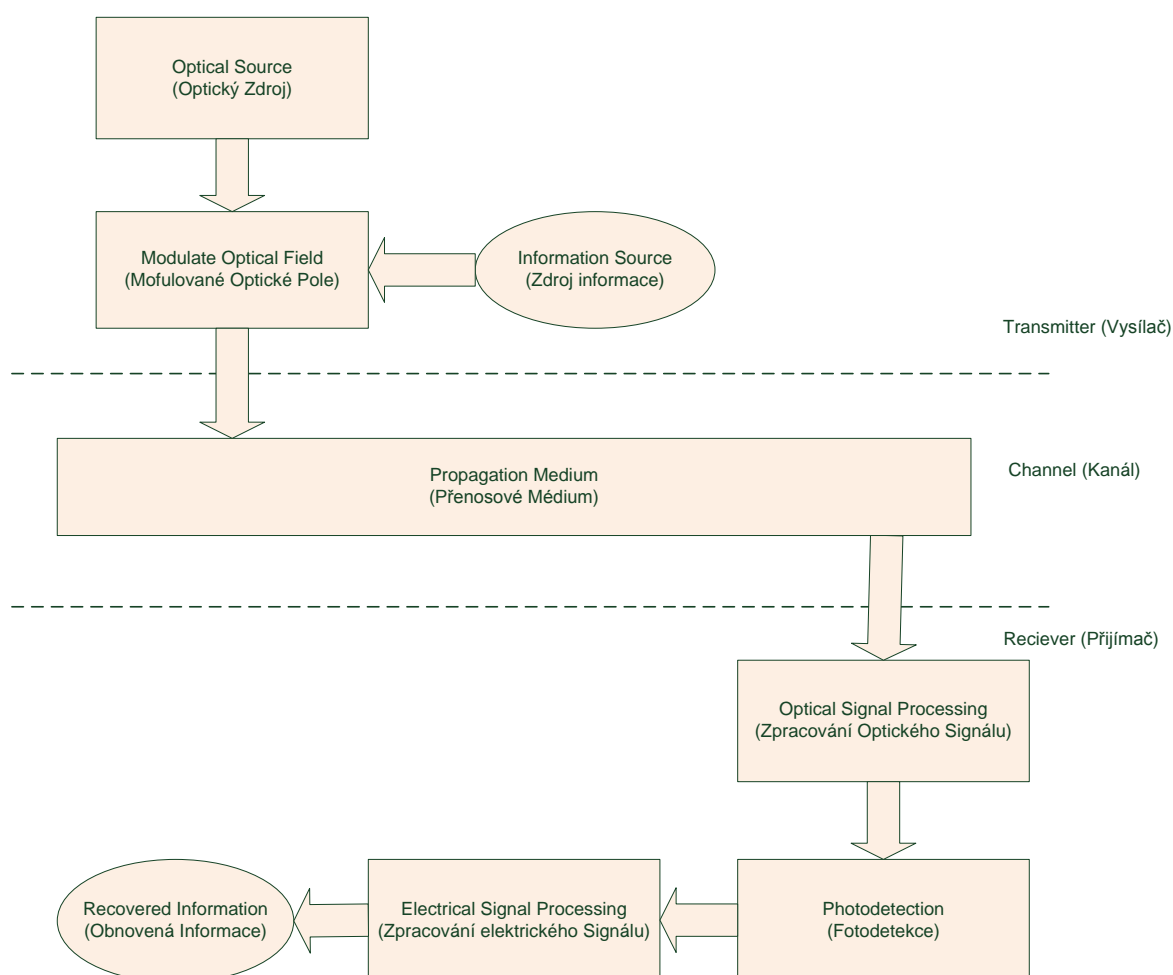 Optical Source
(Optický Zdroj)
Modulate Optical Field
(Mofulované Optické Pole)
Information Source
(Zdroj informace)
Transmitter (Vysílač)
Propagation Medium
(Přenosové Médium)
Channel (Kanál)
Reciever (Přijímač)
Optical Signal Processing
(Zpracování Optického Signálu)
Recovered Information
(Obnovená Informace)
Electrical Signal Processing
(Zpracování elektrického Signálu)
Photodetection
(Fotodetekce)